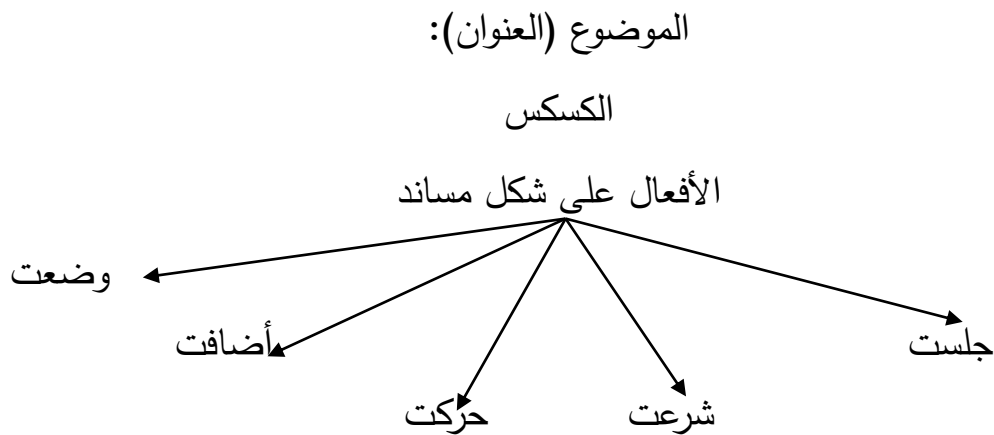 الموضوع (العنوان):
الكسكس
الأفعال على شكل مساند
وضعت
أضافت
جلست
حركت
شرعت